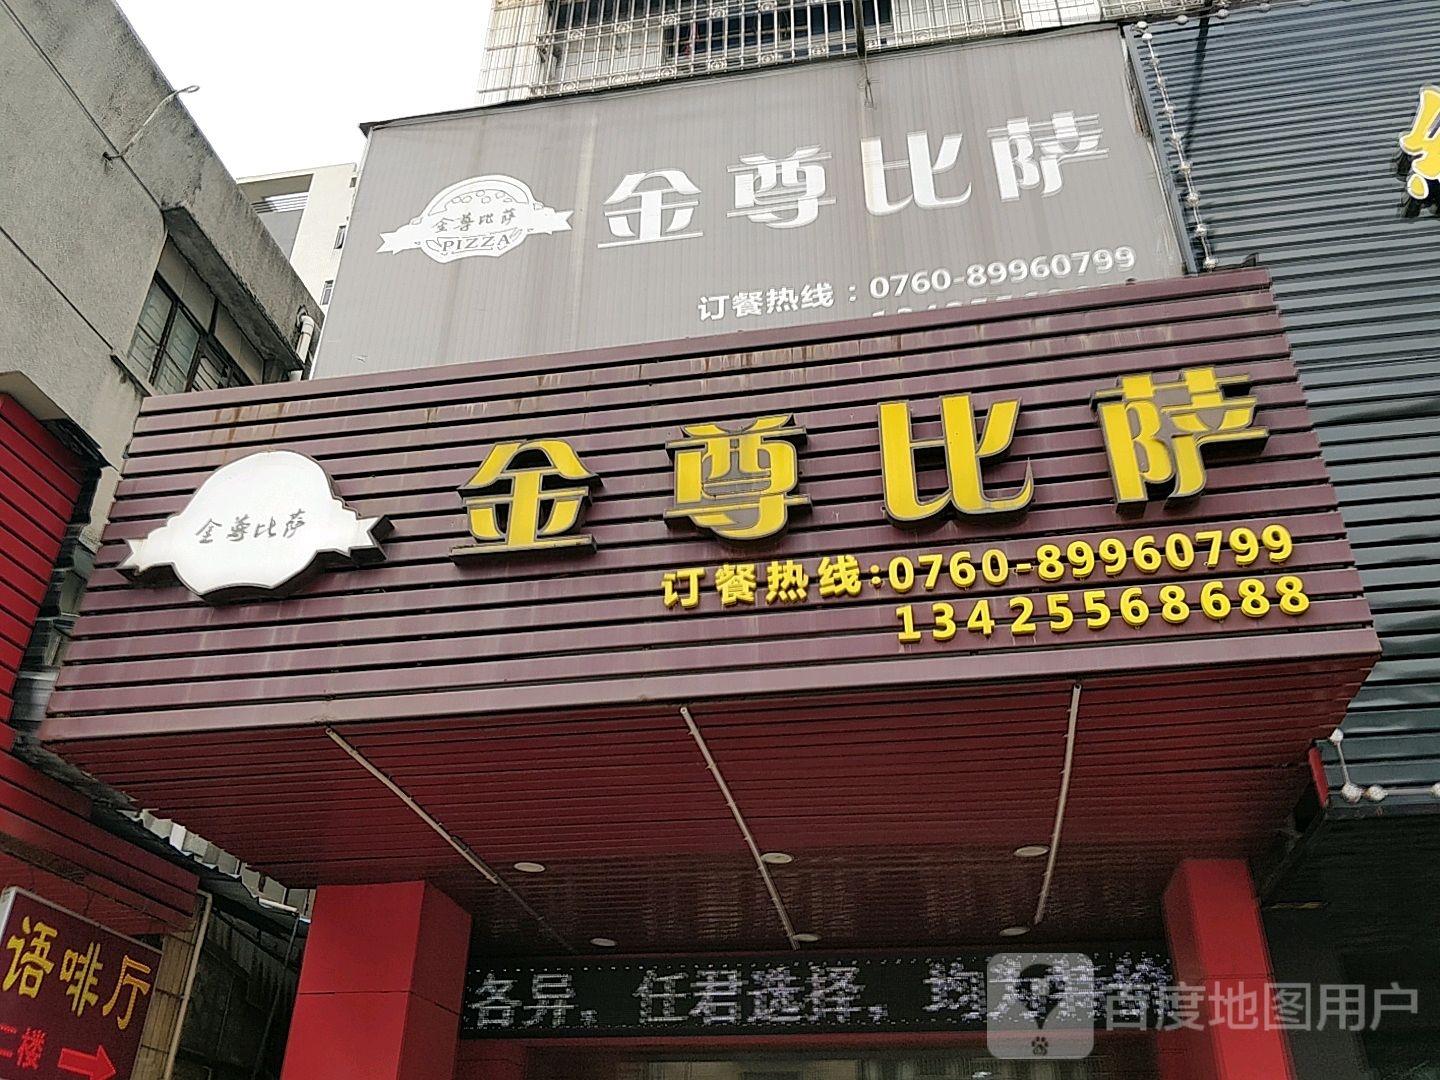 金尊比萨
PIZZA
金尊比萨
订餐热线：0760-89960799
金尊比萨
金尊比萨
订餐热线:0760-89960799
13425568688
语啡厅
二楼
各异，任君选择，均为
百度地图用户